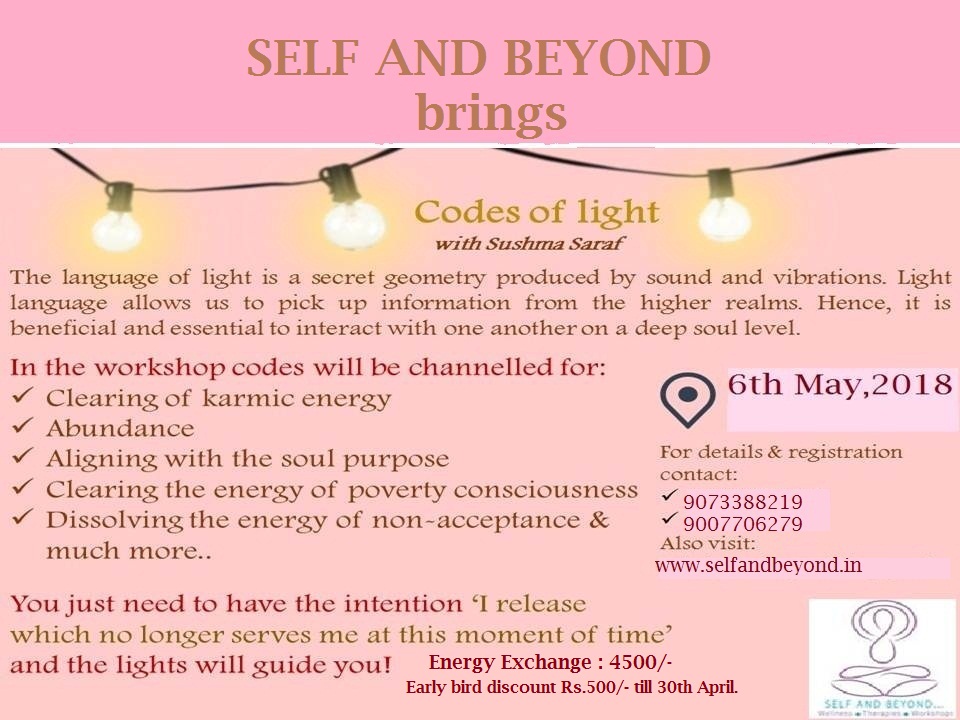 SELF AND BEYOND
brings
Codes of light
with Sushma Saraf
The language of light is a secret geometry produced by sound and vibrations. Light
language allows us to pick up information from the higher realms. Hence, it is
beneficial and essential to interact with one another on a deep soul level.
In the workshop codes will be channelled for:
✓ Clearing of karmic energy
✓ Abundance
✓ Aligning with the soul purpose
✓ Clearing the energy of poverty consciousness
✓ Dissolving the energy of non-acceptance &
much more..
6th May,2018
For details & registration
contact:
✓ 9073388219
✓ 9007706279
Also visit:
www.selfandbeyond.in
You just need to have the intention ‘I release
which no longer serves me at this moment of time’
and the lights will guide you!
Energy Exchange : 4500/-
Early bird discount Rs.500/- till 30th April.
SELF AND BEYOND...
Wellness Therapies Workshops